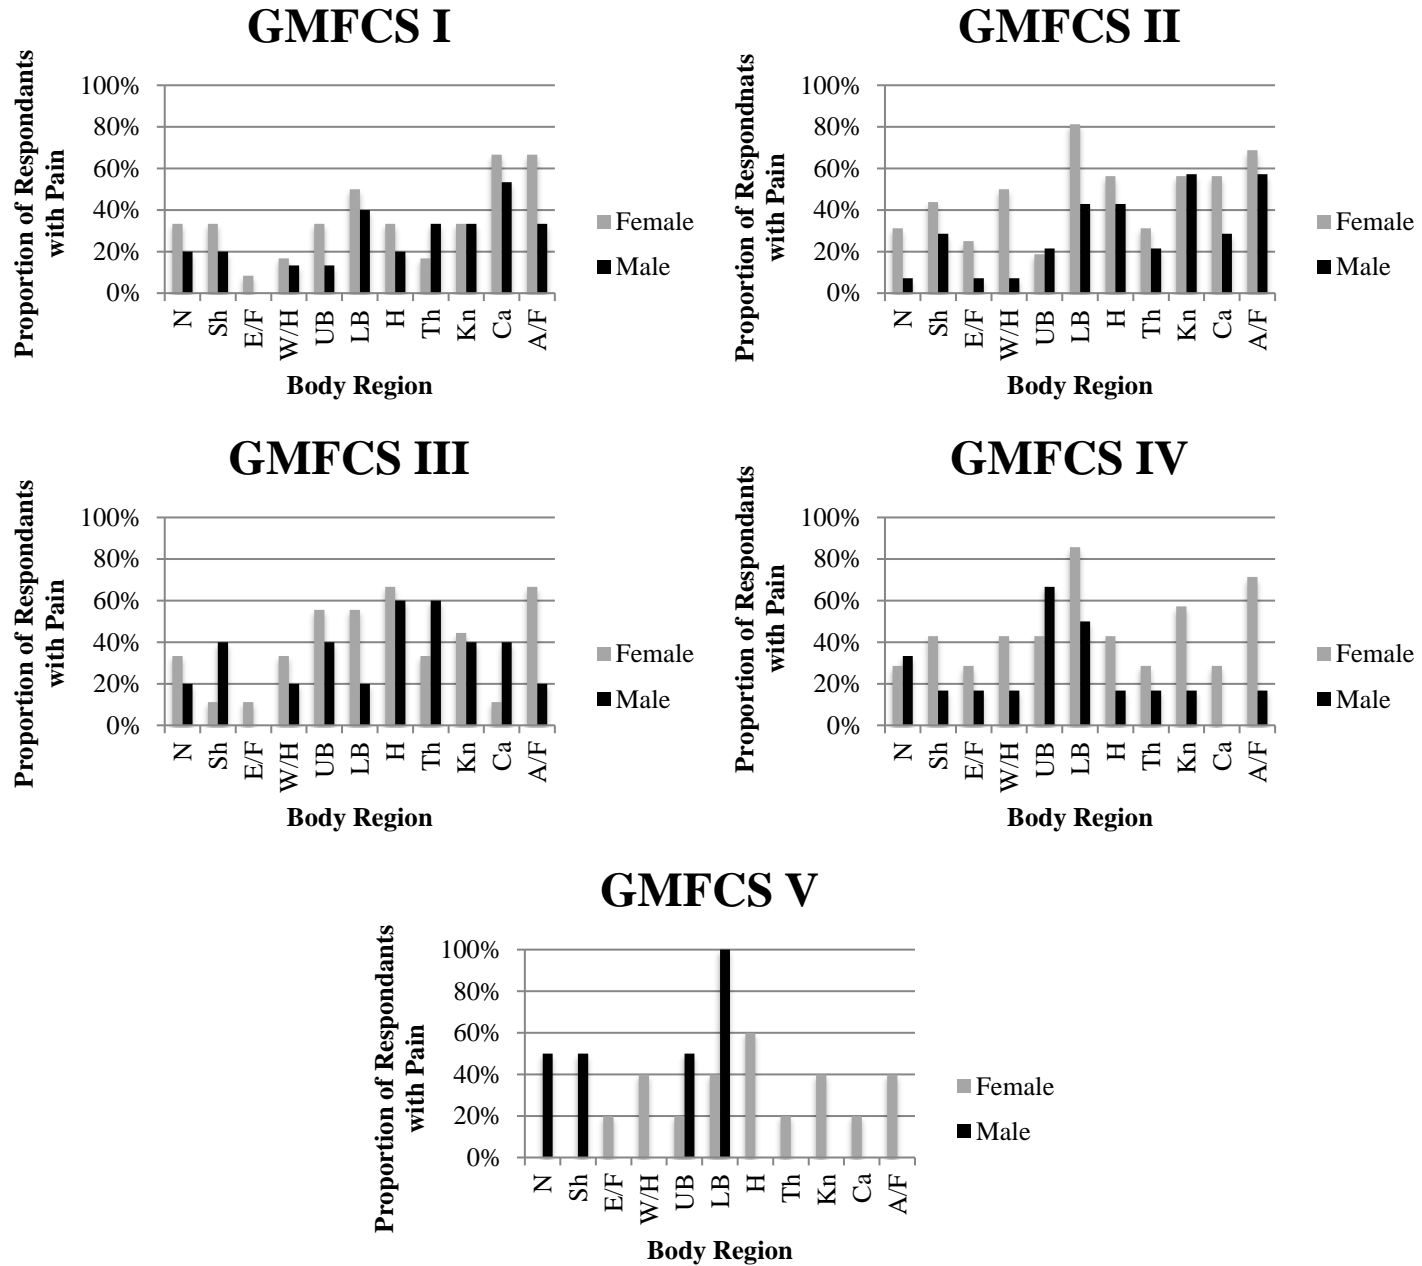 GMFCS I
Proportion of Respondants
with Pain
100%
80%
60%
40%
20%
0%
N Sh E/F W/H UB LB H Th Kn Ca A/F
Body Region
Female
Male
GMFCS II
Proportion of Respondnats
with Pain
100%
80%
60%
40%
20%
0%
N Sh E/F W/H UB LB H Th Kn Ca A/F
Body Region
Female
Male
GMFCS III
Proportion of Respondants
with Pain
100%
80%
60%
40%
20%
0%
N Sh E/F W/H UB LB H Th Kn Ca A/F
Body Region
Female
Male
GMFCS IV
Proportion of Respondants
with Pain
100%
80%
60%
40%
20%
0%
N Sh E/F W/H UB LB H Th Kn Ca A/F
Body Region
Female
Male
GMFCS V
Proportion of Respondants
with Pain
100%
80%
60%
40%
20%
0%
N Sh E/F W/H UB LB H Th Kn Ca A/F
Body Region
Female
Male